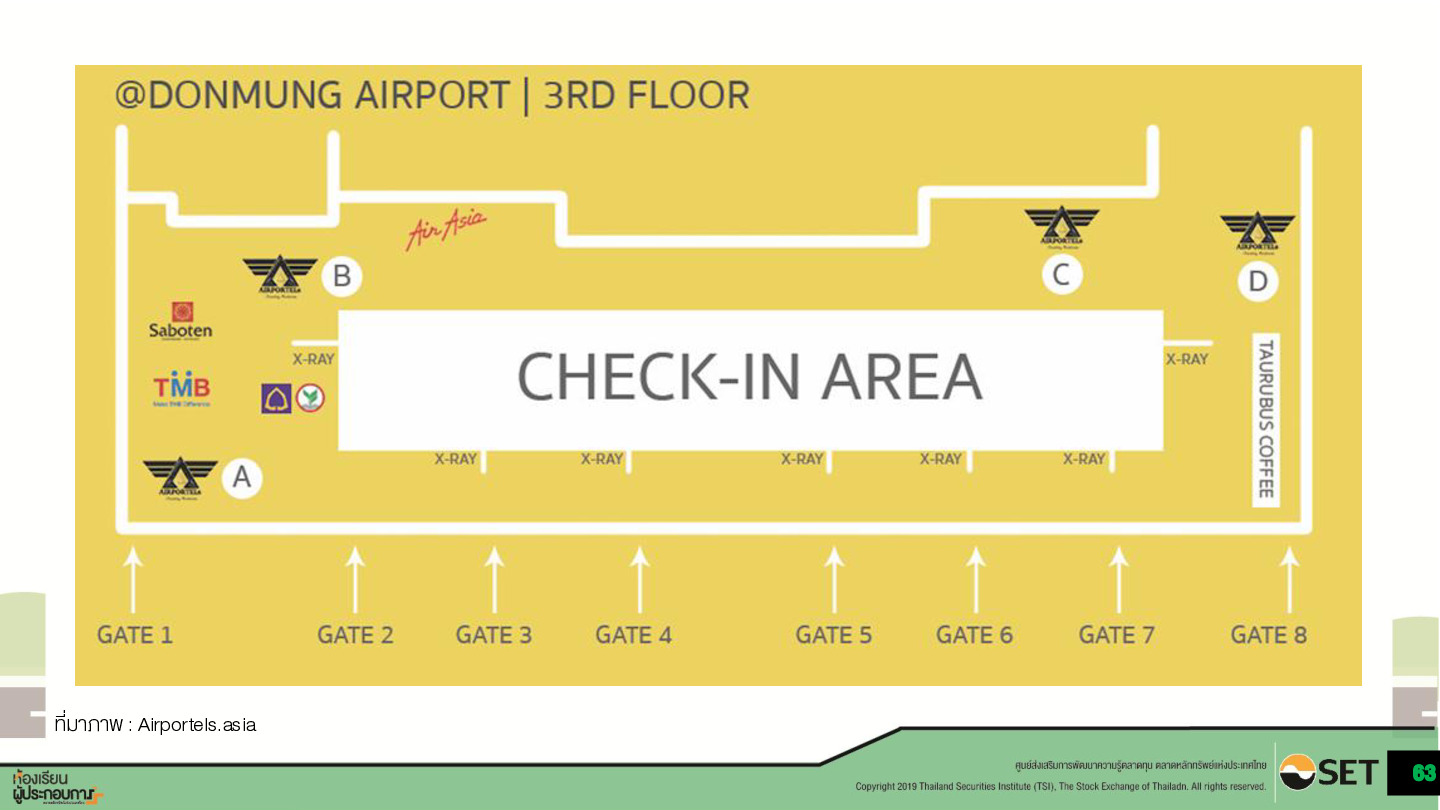 @DONMUNG AIRPORT | 3RD FLOOR
Air Asia
AIRPORTELs
B
AIRPORTELs
C
AIRPORTELs
D
Saboten
X-RAY
CHECK-IN AREA
X-RAY
TAURUBUS COFFEE
TMB
Make THE Difference
AIRPORTELs
A
X-RAY
X-RAY
X-RAY
X-RAY
X-RAY
GATE 1
GATE 2
GATE 3
GATE 4
GATE 5
GATE 6
GATE 7
GATE 8
ที่มาภาพ : Airportels.asia
ห้องเรียน
ผู้ประกอบการ
ศูนย์ส่งเสริมการพัฒนาความรู้ตลาดทุน ตลาดหลักทรัพย์แห่งประเทศไทย
Copyright 2019 Thailand Securities Institute (TSI), The Stock Exchange of Thailadn. All rights reserved.
SET
63